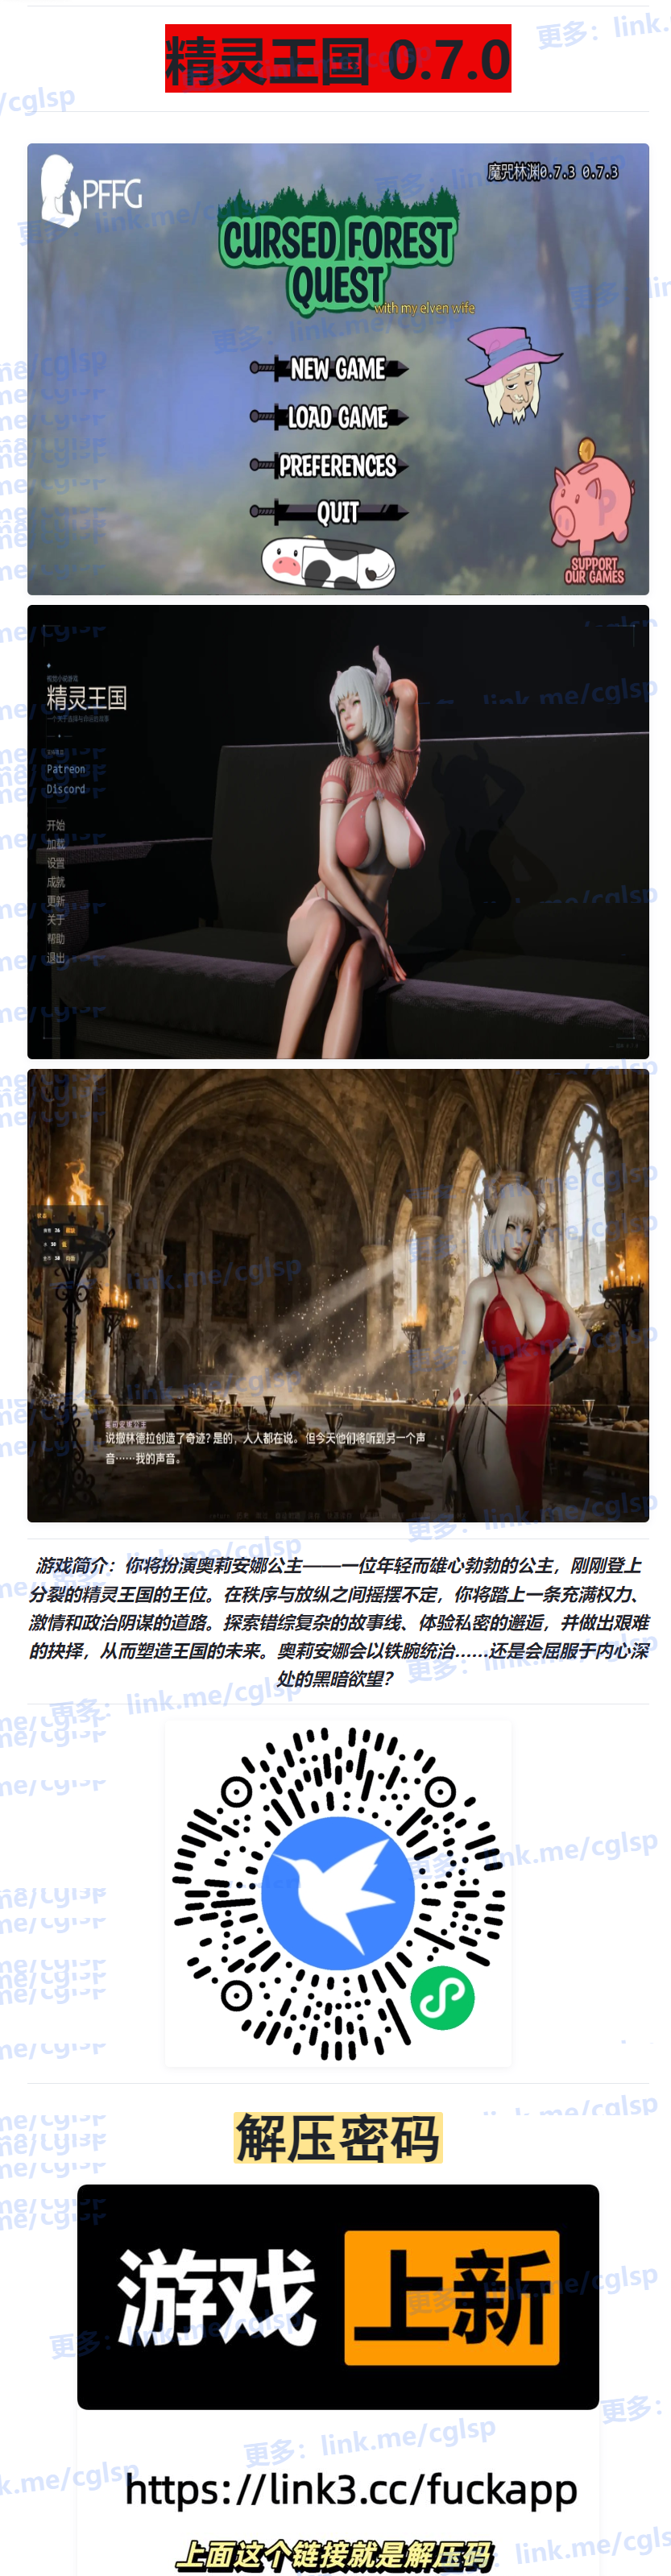 精灵王国 0.7.0
PFFG
魔咒林渊0.7.3 0.7.3
CURSED FOREST
QUEST
with my elven wife
NEW GAME
LOAD GAME
PREFERENCES
QUIT
SUPPORT
OUR GAMES
精灵王国
Patreon
Discord
开始
加载
设置
成就
更新
关于
帮助
退出
奥莉安娜公主
说撒林德拉创造了奇迹?是的，人人都在说。但今天他们将听到另一个声
音……我的声音。
游戏简介：你将扮演奥莉安娜公主——一位年轻而雄心勃勃的公主，刚刚登上
分裂的精灵王国的王位。在秩序与放纵之间摇摆不定，你将踏上一条充满权力、
激情和政治阴谋的道路。探索错综复杂的故事线、体验私密的邂逅，并做出艰难
的抉择，从而塑造王国的未来。奥莉安娜会以铁腕统治……还是会屈服于内心深
处的黑暗欲望？
解压密码
游戏 上新
https://link3.cc/fuckapp
上面这个链接就是解压码
更多：link.me/cglsp